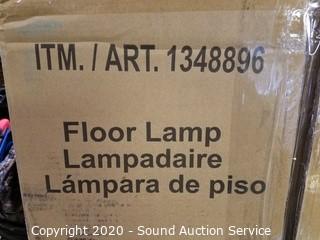 ITM. / ART. 1348896
Floor Lamp
Lampadaire
Lámpara de piso
Copyright 2020 - Sound Auction Service